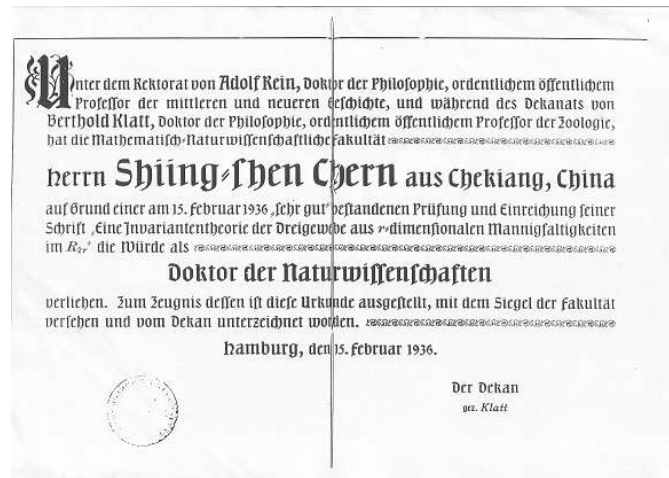 Unter dem Rektorat von Adolf Rein, Doktor der Philosophie, ordentlichem öffentlichem
Professor der mittleren und neueren Geschichte, und während des Dekanats von
Berthold Klatt, Doktor der Philosophie, ordentlichem öffentlichem Professor der Zoologie,
hat die Mathematisch-Naturwissenschaftliche Fakultät
Herrn Shiing-shen Chern aus Chekiang, China
auf Grund einer am 15. Februar 1936 „sehr gut“ bestandenen Prüfung und Einreichung seiner
Schrift ‚Eine Invariantentheorie der Dreigewebe aus r-dimensionalen Mannigfaltigkeiten
im R₂ᵣ‘ die Würde als
Doktor der Naturwissenschaften
verliehen. Zum Zeugnis dessen ist diese Urkunde ausgestellt, mit dem Siegel der Fakultät
versehen und vom Dekan unterzeichnet worden.
Hamburg, den 15. Februar 1936.
Der Dekan
gez. Klatt